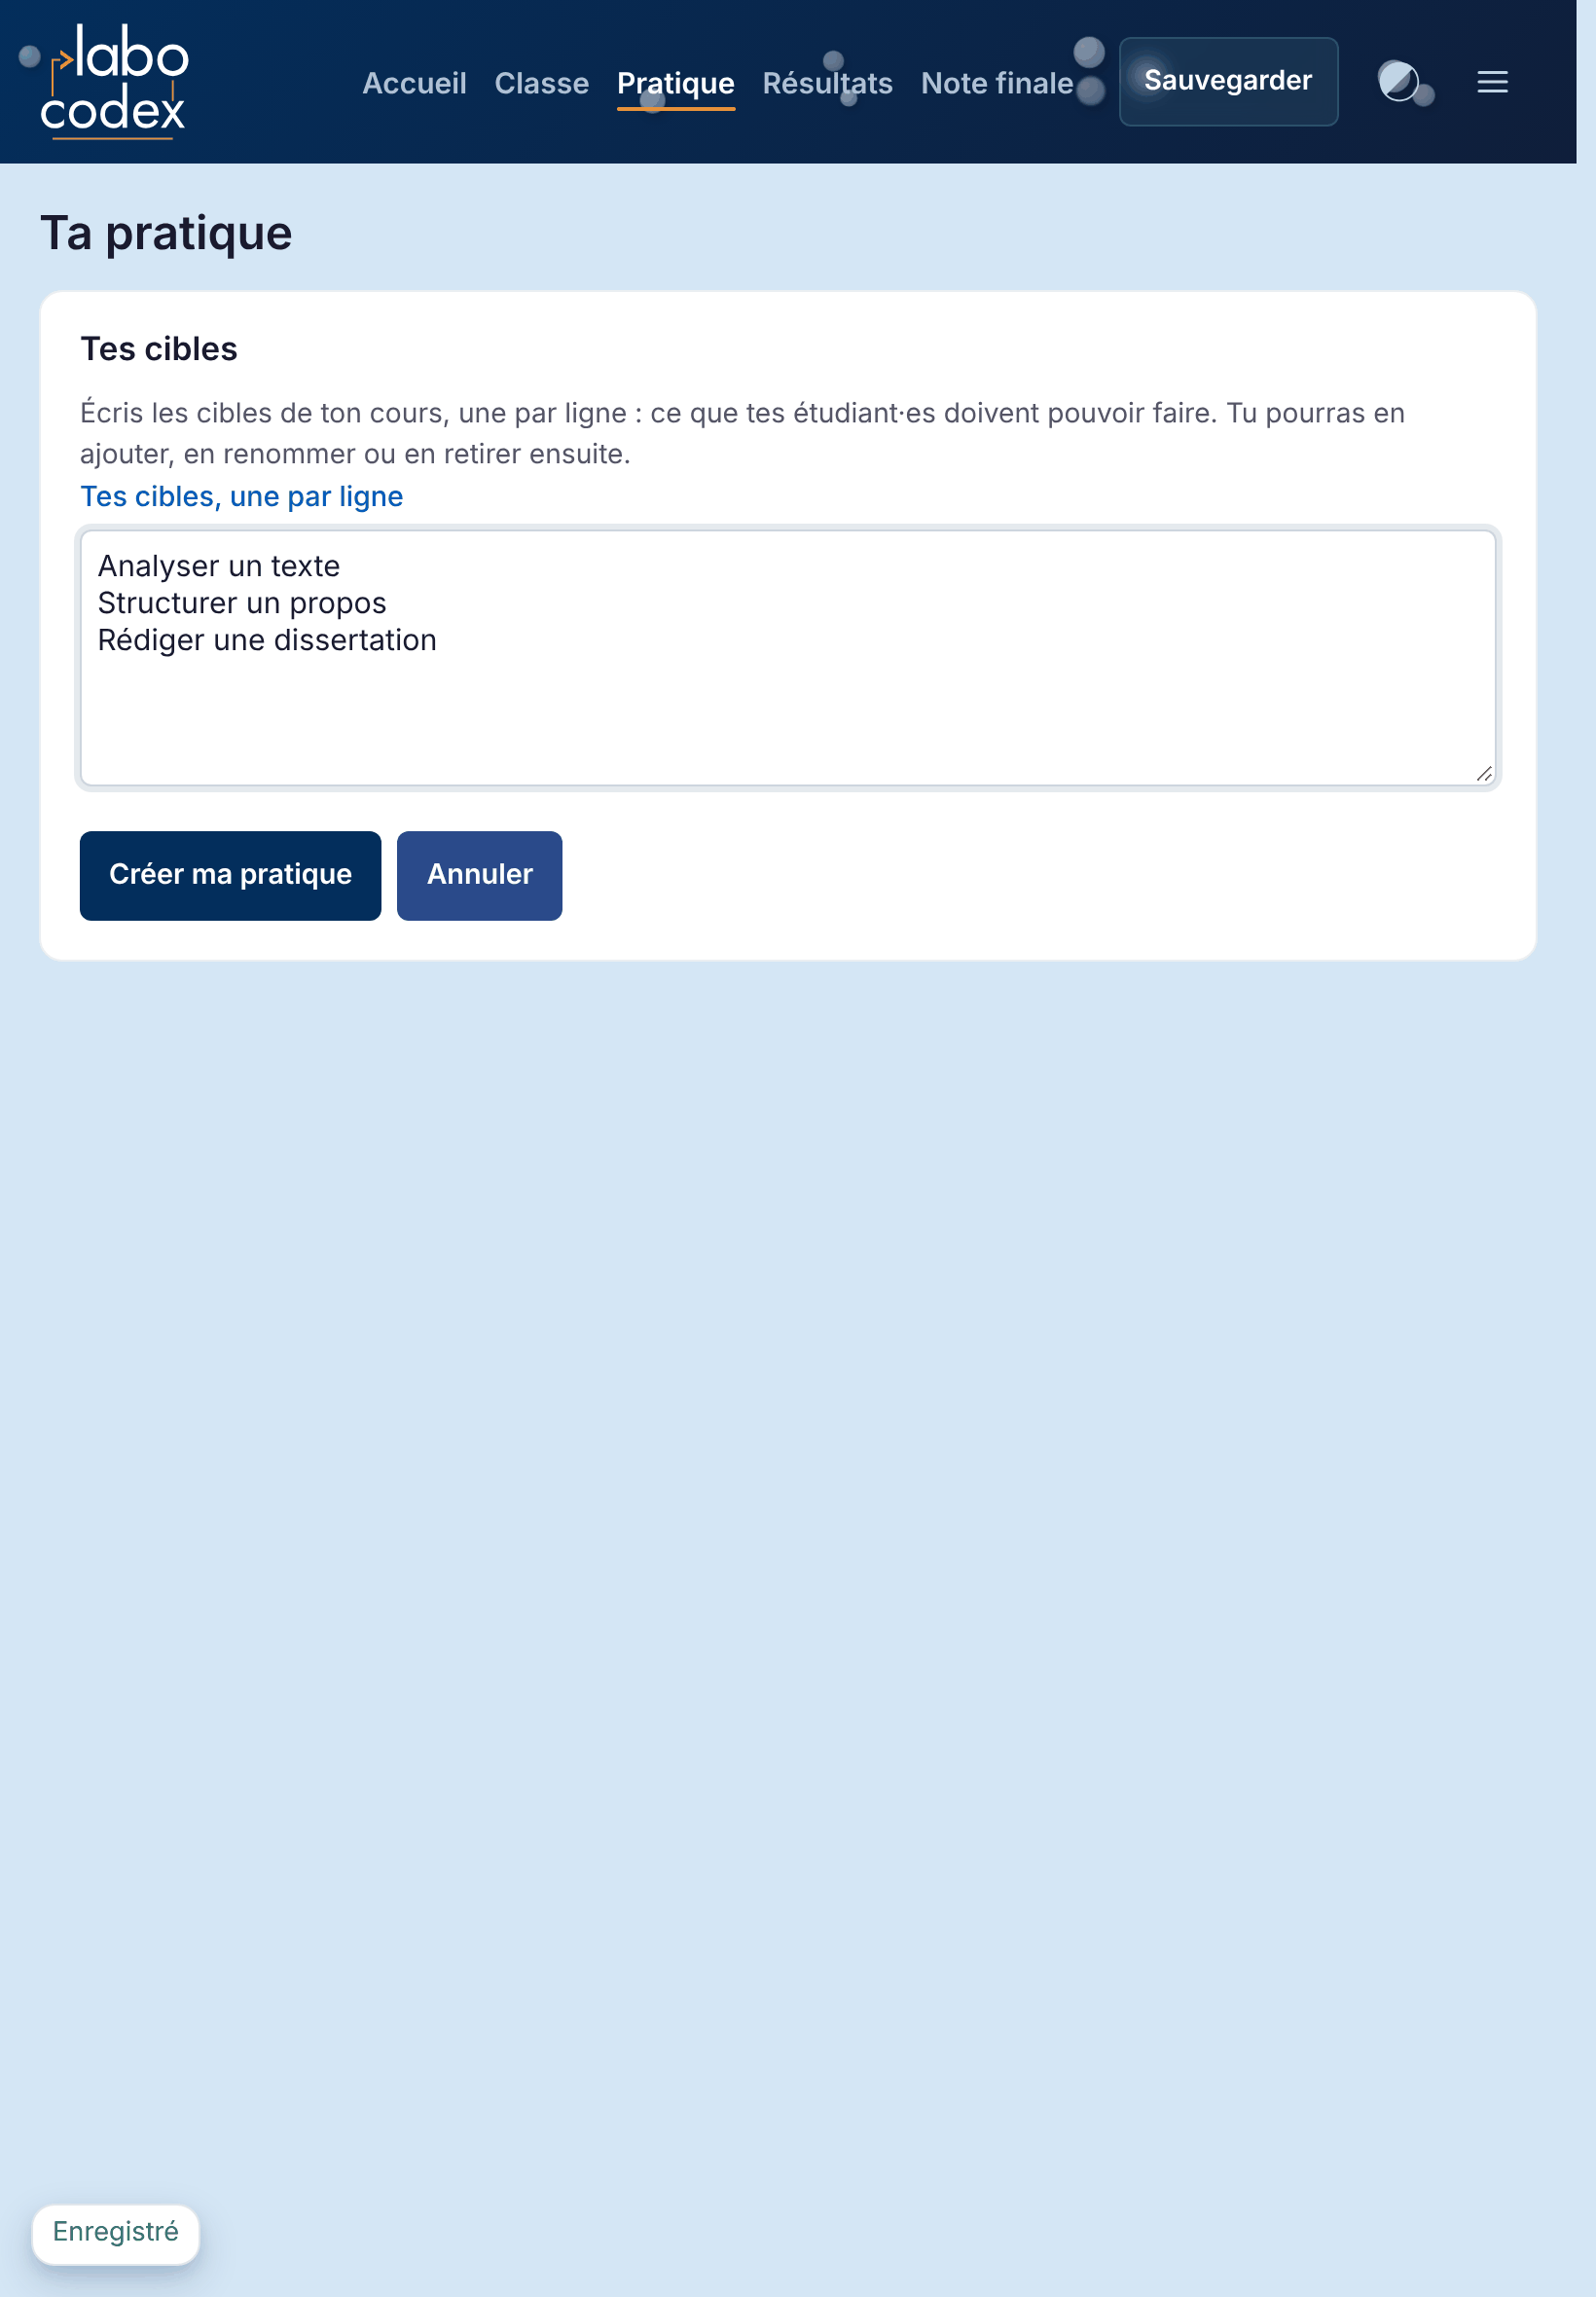 labo
codex
Accueil Classe Pratique Résultats Note finale Sauvegarder
Ta pratique
Tes cibles
Écris les cibles de ton cours, une par ligne : ce que tes étudiant·es doivent pouvoir faire. Tu pourras en
ajouter, en renommer ou en retirer ensuite.
Tes cibles, une par ligne
Analyser un texte
Structurer un propos
Rédiger une dissertation
Créer ma pratique Annuler
Enregistré